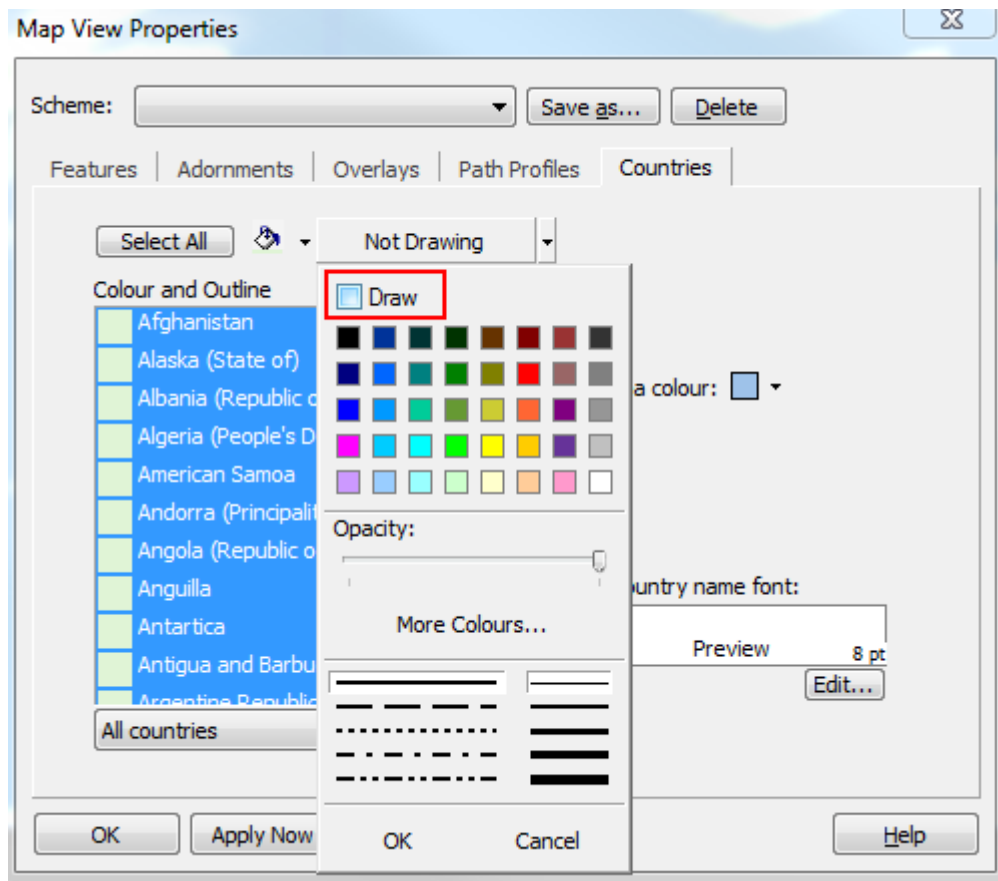 Map View Properties
Scheme:
Save as...
Delete
Features
Adornments
Overlays
Path Profiles
Countries
Select All
Not Drawing
Colour and Outline
Draw
Afghanistan
Alaska (State of)
Albania (Republic o
a colour:
Algeria (People's D
American Samoa
Andorra (Principalit
Opacity:
Angola (Republic o
Anguilla
untry name font:
Antartica
More Colours...
Preview
8 pt
Antigua and Barbu
Edit...
Argentine Republic
All countries
OK
Apply Now
OK
Cancel
Help